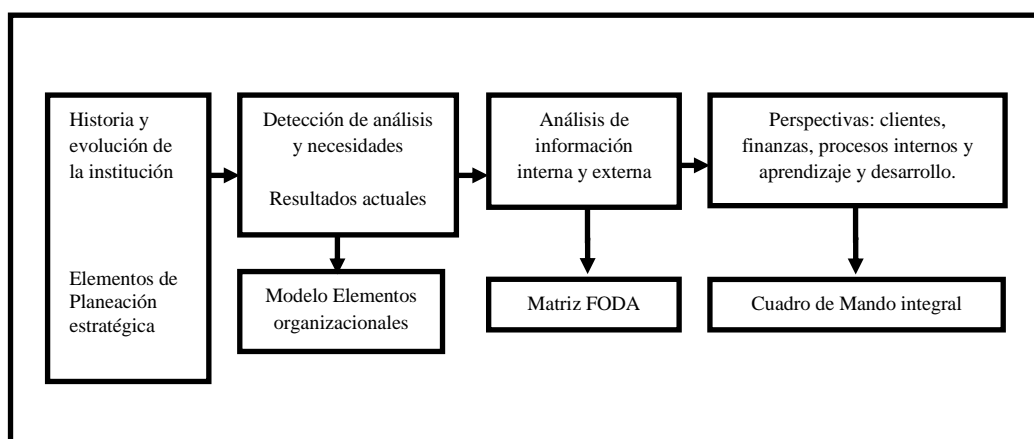 Historia y
evolución de
la institución
Elementos de
Planeación
estratégica
Detección de análisis
y necesidades
Resultados actuales
Modelo Elementos
organizacionales
Análisis de
información
interna y externa
Matriz FODA
Perspectivas: clientes,
finanzas, procesos internos y
aprendizaje y desarrollo.
Cuadro de Mando integral